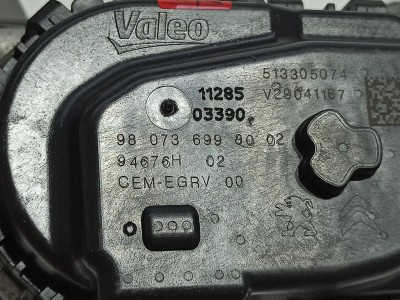 Valeo
513305074
11285
V29041167
03390
98 073 699 80 02
94676H 02
CEM-EGRV 00